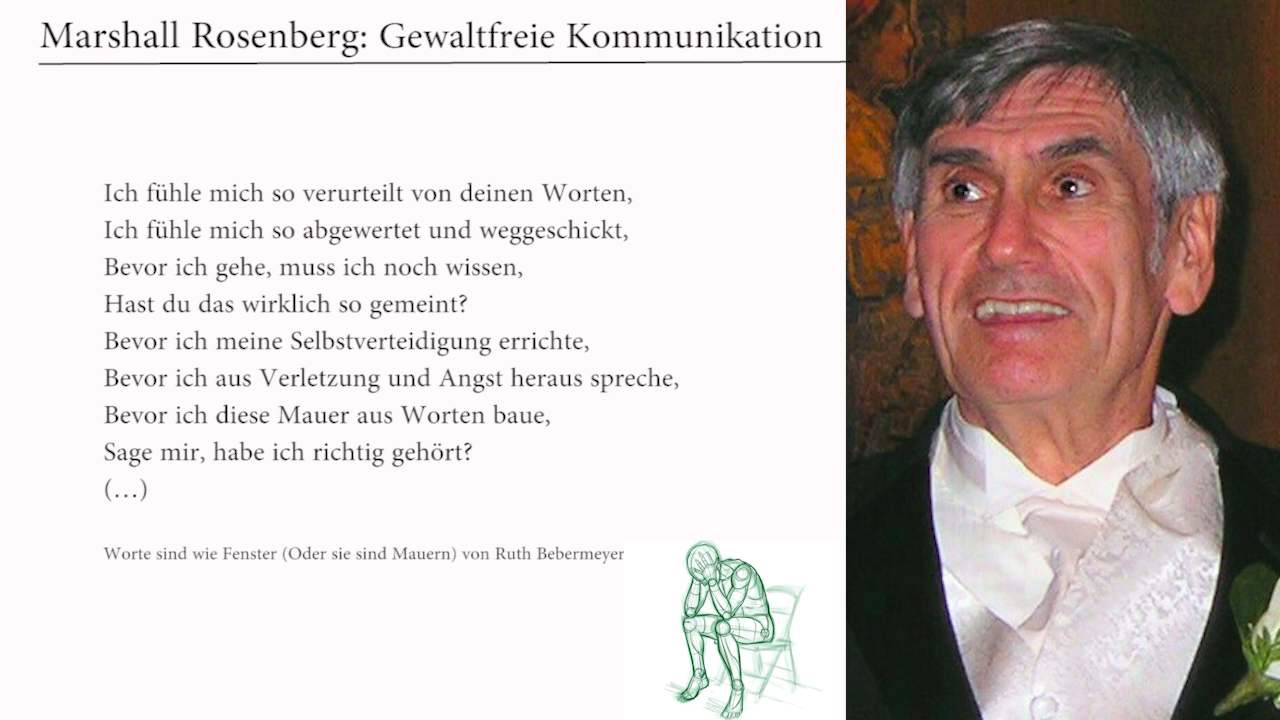 Marshall Rosenberg: Gewaltfreie Kommunikation
Ich fühle mich so verurteilt von deinen Worten,
Ich fühle mich so abgewertet und weggeschickt,
Bevor ich gehe, muss ich noch wissen,
Hast du das wirklich so gemeint?
Bevor ich meine Selbstverteidigung errichte,
Bevor ich aus Verletzung und Angst heraus spreche,
Bevor ich diese Mauer aus Worten baue,
Sage mir, habe ich richtig gehört?
(…)
Worte sind wie Fenster (Oder sie sind Mauern) von Ruth Bebermeyer